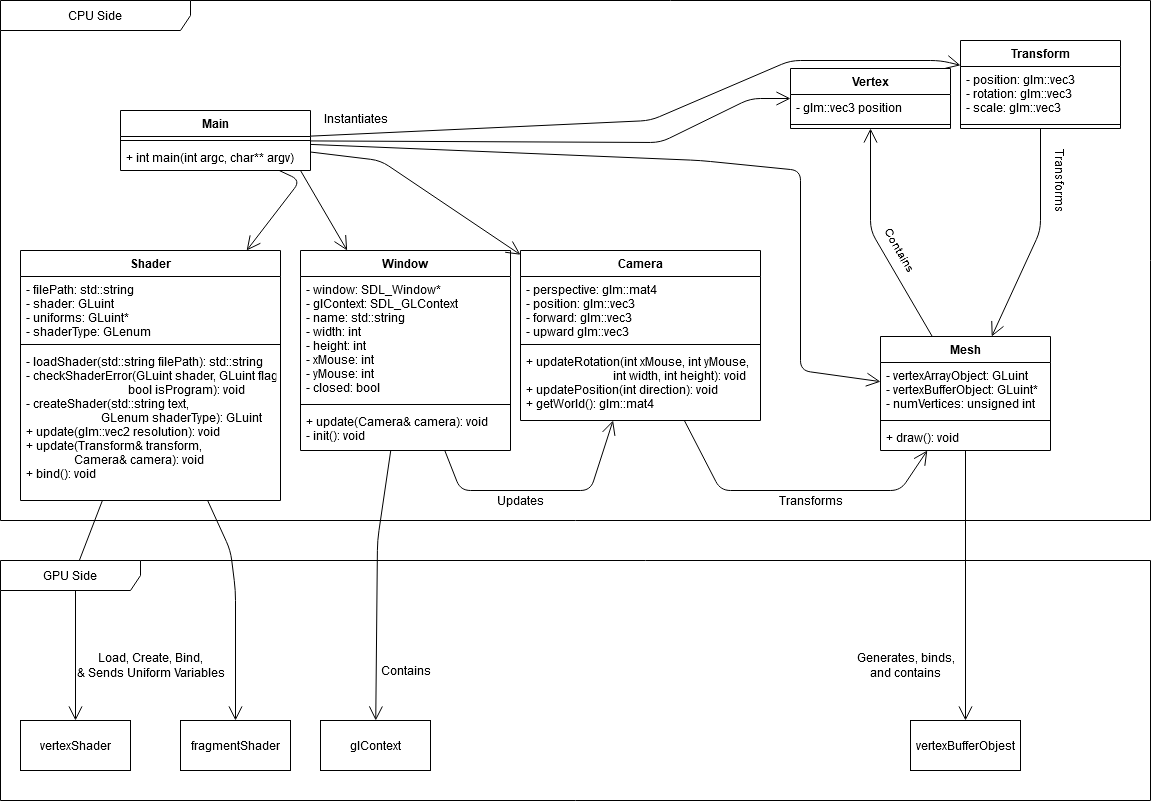 CPU Side
Transform
- position: glm::vec3
- rotation: glm::vec3
- scale: glm::vec3
Vertex
- glm::vec3 position
Instantiates
Main
+ int main(int argc, char** argv)
Transforms
Contains
Shader
- filePath: std::string
- shader: GLuint
- uniforms: GLuint*
- shaderType: GLenum
- loadShader(std::string filePath): std::string
- checkShaderError(GLuint shader, GLuint flag
bool isProgram): void
- createShader(std::string text,
GLenum shaderType): GLuint
+ update(glm::vec2 resolution): void
+ update(Transform& transform,
Camera& camera): void
+ bind(): void
Window
- window: SDL_Window*
- glContext: SDL_GLContext
- name: std::string
- width: int
- height: int
- xMouse: int
- yMouse: int
- closed: bool
+ update(Camera& camera): void
- init(): void
Camera
- perspective: glm::mat4
- position: glm::vec3
- forward: glm::vec3
- upward glm::vec3
+ updateRotation(int xMouse, int yMouse,
int width, int height): void
+ updatePosition(int direction): void
+ getWorld(): glm::mat4
Mesh
- vertexArrayObject: GLuint
- vertexBufferObject: GLuint*
- numVertices: unsigned int
+ draw(): void
Updates
Transforms
GPU Side
Load, Create, Bind,
& Sends Uniform Variables
Contains
Generates, binds,
and contains
vertexShader
fragmentShader
glContext
vertexBufferObjest